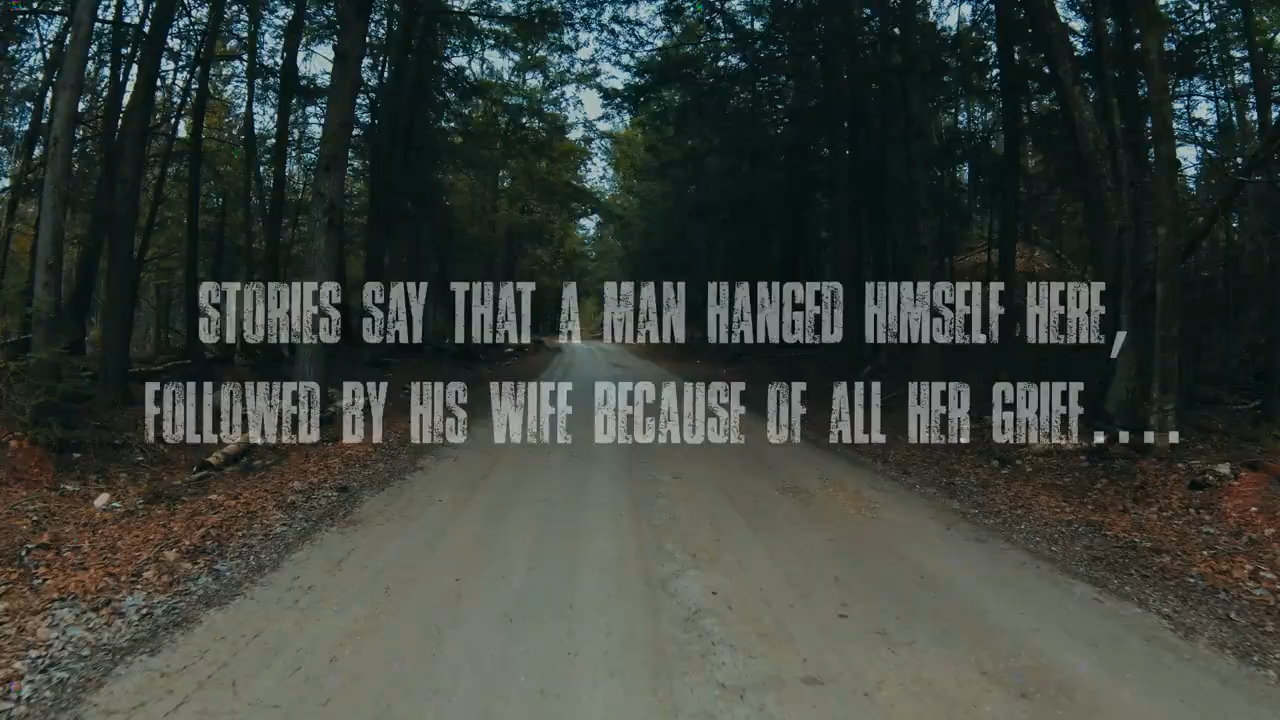 STORIES SAY THAT A MAN HANGED HIMSELF HERE,
FOLLOWED BY HIS WIFE BECAUSE OF ALL HER GRIEF....